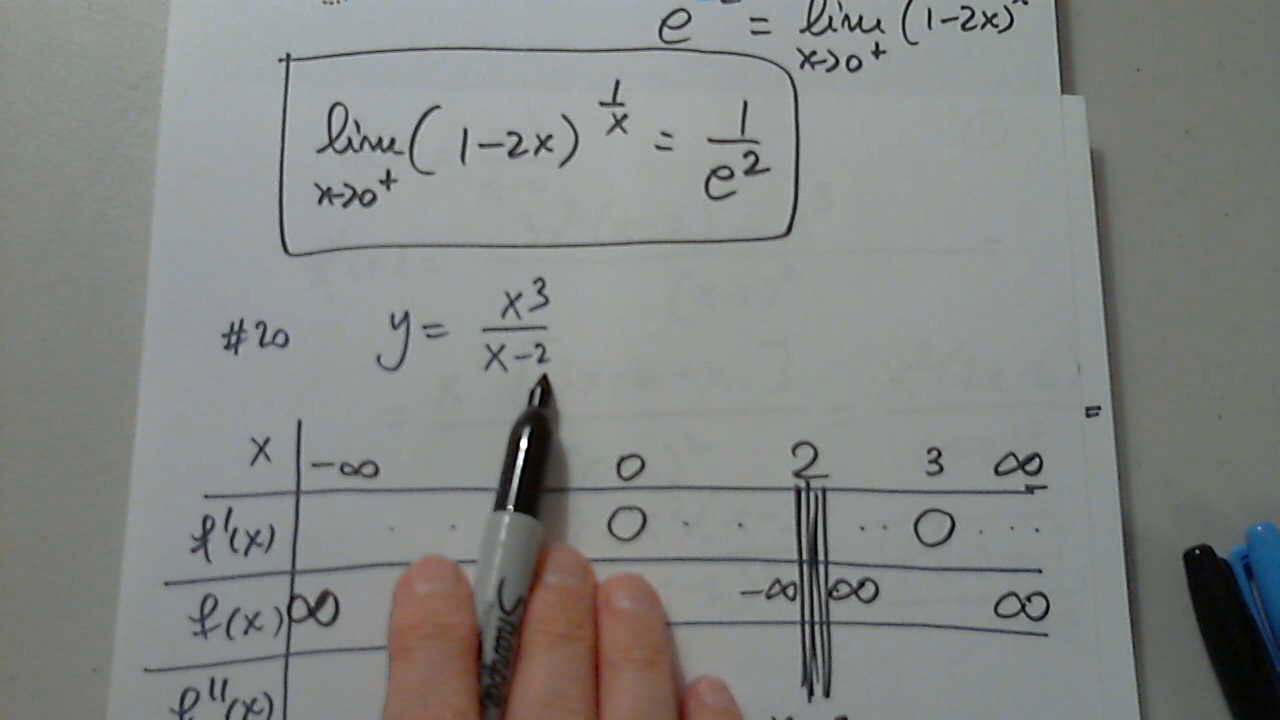 e = lim (1-2x)
x→0⁺
lim (1-2x)^(1/x) = 1/e²
x→0⁺
#20 y = x³/(x-2)
x -∞ 0 2 3 ∞
f'(x) . . 0 . . . . 0 . . .
f(x) ∞ -∞ ∞ ∞
f''(x)
Sharpie